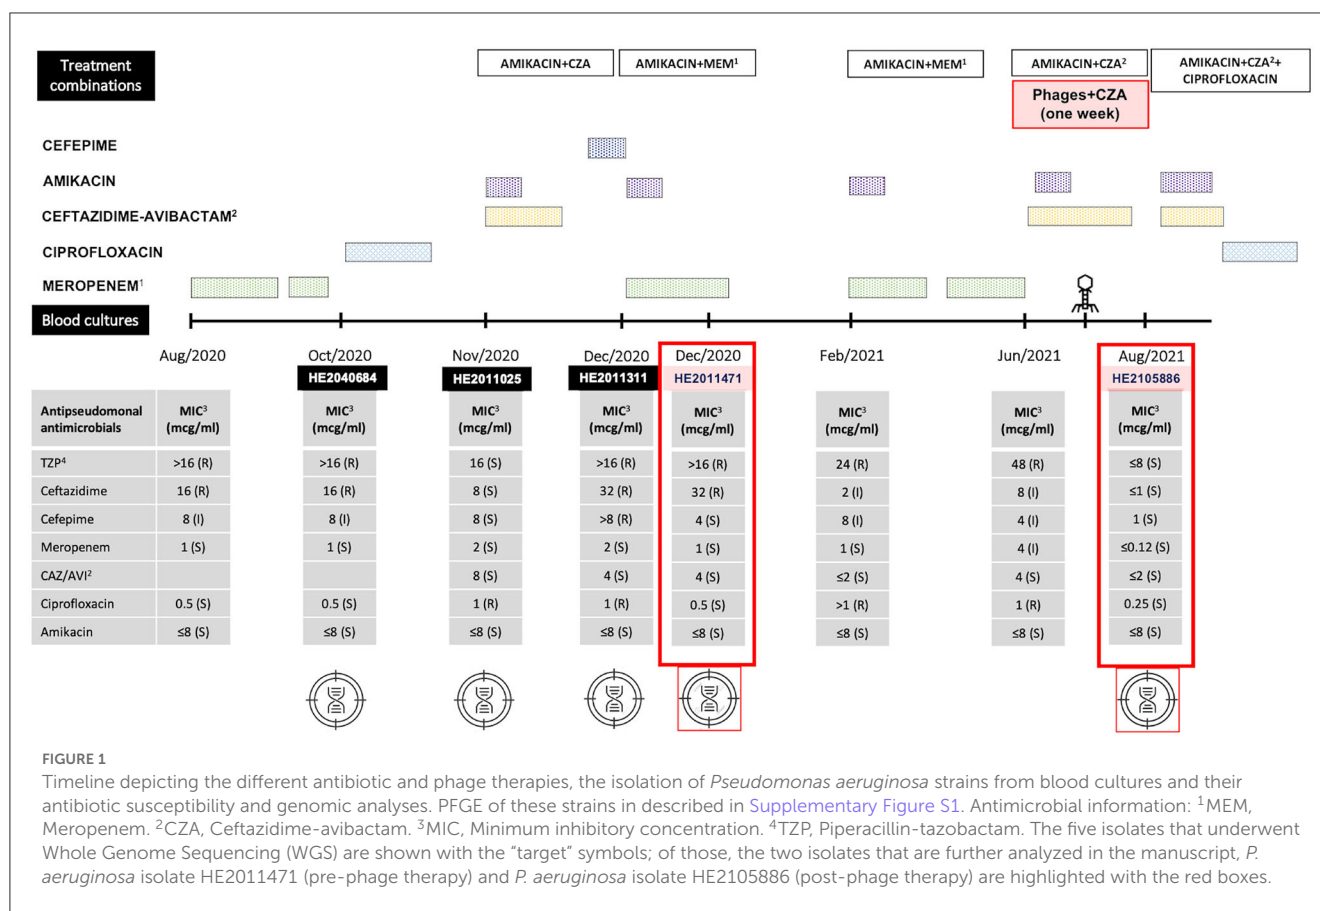 Treatment
combinations
AMIKACIN+CZA
AMIKACIN+MEM1
AMIKACIN+MEM1
AMIKACIN+CZA2
AMIKACIN+CZA2+
CIPROFLOXACIN
Phages+CZA
(one week)
CEFEPIME
AMIKACIN
CEFTAZIDIME-AVIBACTAM2
CIPROFLOXACIN
MEROPENEM1
Blood cultures
Aug/2020 Oct/2020 Nov/2020 Dec/2020 Dec/2020 Feb/2021 Jun/2021 Aug/2021
HE2040684 HE2011025 HE2011311 HE2011471 HE2105886
Antipseudomonal MIC3 MIC3 MIC3 MIC3 MIC3 MIC3 MIC3 MIC3
antimicrobials (mcg/ml) (mcg/ml) (mcg/ml) (mcg/ml) (mcg/ml) (mcg/ml) (mcg/ml) (mcg/ml)
TZP4 >16 (R) >16 (R) 16 (S) >16 (R) >16 (R) 24 (R) 48 (R) ≤8 (S)
Ceftazidime 16 (R) 16 (R) 8 (S) 32 (R) 32 (R) 2 (I) 8 (I) ≤1 (S)
Cefepime 8 (I) 8 (I) 8 (S) >8 (R) 4 (S) 8 (I) 4 (I) 1 (S)
Meropenem 1 (S) 1 (S) 2 (S) 2 (S) 1 (S) 1 (S) 4 (I) ≤0.12 (S)
CAZ/AVI2 8 (S) 4 (S) 4 (S) ≤2 (S) 4 (S) ≤2 (S)
Ciprofloxacin 0.5 (S) 0.5 (S) 1 (R) 1 (R) 0.5 (S) >1 (R) 1 (R) 0.25 (S)
Amikacin ≤8 (S) ≤8 (S) ≤8 (S) ≤8 (S) ≤8 (S) ≤8 (S) ≤8 (S) ≤8 (S)
FIGURE 1
Timeline depicting the different antibiotic and phage therapies, the isolation of Pseudomonas aeruginosa strains from blood cultures and their
antibiotic susceptibility and genomic analyses. PFGE of these strains in described in Supplementary Figure S1. Antimicrobial information: 1MEM,
Meropenem. 2CZA, Ceftazidime-avibactam. 3MIC, Minimum inhibitory concentration. 4TZP, Piperacillin-tazobactam. The five isolates that underwent
Whole Genome Sequencing (WGS) are shown with the "target" symbols; of those, the two isolates that are further analyzed in the manuscript, P.
aeruginosa isolate HE2011471 (pre-phage therapy) and P. aeruginosa isolate HE2105886 (post-phage therapy) are highlighted with the red boxes.